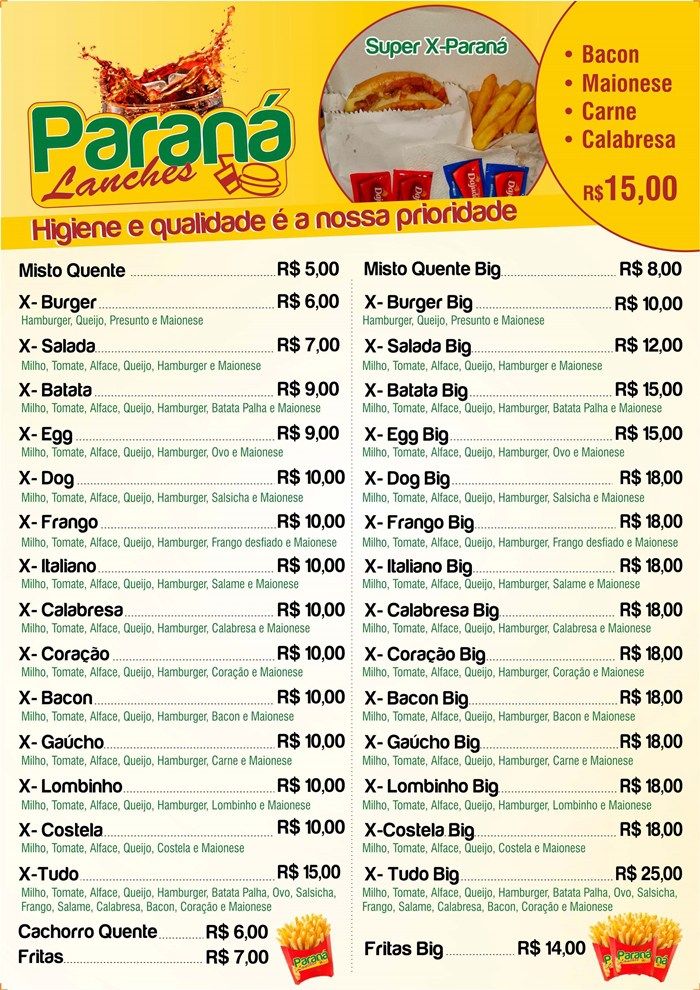 Paraná
Lanches
Super X-Paraná
• Bacon
• Maionese
• Carne
• Calabresa
R$15,00
Higiene e qualidade é a nossa prioridade
Misto Quente R$ 5,00
X- Burger R$ 6,00
Hamburger, Queijo, Presunto e Maionese
X- Salada R$ 7,00
Milho, Tomate, Alface, Queijo, Hamburger e Maionese
X- Batata R$ 9,00
Milho, Tomate, Alface, Queijo, Hamburger, Batata Palha e Maionese
X- Egg R$ 9,00
Milho, Tomate, Alface, Queijo, Hamburger, Ovo e Maionese
X- Dog R$ 10,00
Milho, Tomate, Alface, Queijo, Hamburger, Salsicha e Maionese
X- Frango R$ 10,00
Milho, Tomate, Alface, Queijo, Hamburger, Frango desfiado e Maionese
X- Italiano R$ 10,00
Milho, Tomate, Alface, Queijo, Hamburger, Salame e Maionese
X- Calabresa R$ 10,00
Milho, Tomate, Alface, Queijo, Hamburger, Calabresa e Maionese
X- Coração R$ 10,00
Milho, Tomate, Alface, Queijo, Hamburger, Coração e Maionese
X- Bacon R$ 10,00
Milho, Tomate, Alface, Queijo, Hamburger, Bacon e Maionese
X- Gaúcho R$ 10,00
Milho, Tomate, Alface, Queijo, Hamburger, Carne e Maionese
X- Lombinho R$ 10,00
Milho, Tomate, Alface, Queijo, Hamburger, Lombinho e Maionese
X- Costela R$ 10,00
Milho, Tomate, Alface, Queijo, Costela e Maionese
X-Tudo R$ 15,00
Milho, Tomate, Alface, Queijo, Hamburger, Batata Palha, Ovo, Salsicha,
Frango, Salame, Calabresa, Bacon, Coração e Maionese
Cachorro Quente R$ 6,00
Fritas R$ 7,00
Paraná
Misto Quente Big R$ 8,00
X- Burger Big R$ 10,00
Hamburger, Queijo, Presunto e Maionese
X- Salada Big R$ 12,00
Milho, Tomate, Alface, Queijo, Hamburger e Maionese
X- Batata Big R$ 15,00
Milho, Tomate, Alface, Queijo, Hamburger, Batata Palha e Maionese
X- Egg Big R$ 15,00
Milho, Tomate, Alface, Queijo, Hamburger, Ovo e Maionese
X- Dog Big R$ 18,00
Milho, Tomate, Alface, Queijo, Hamburger, Salsicha e Maionese
X- Frango Big R$ 18,00
Milho, Tomate, Alface, Queijo, Hamburger, Frango desfiado e Maionese
X- Italiano Big R$ 18,00
Milho, Tomate, Alface, Queijo, Hamburger, Salame e Maionese
X- Calabresa Big R$ 18,00
Milho, Tomate, Alface, Queijo, Hamburger, Calabresa e Maionese
X- Coração Big R$ 18,00
Milho, Tomate, Alface, Queijo, Hamburger, Coração e Maionese
X- Bacon Big R$ 18,00
Milho, Tomate, Alface, Queijo, Hamburger, Bacon e Maionese
X- Gaúcho Big R$ 18,00
Milho, Tomate, Alface, Queijo, Hamburger, Carne e Maionese
X- Lombinho Big R$ 18,00
Milho, Tomate, Alface, Queijo, Hamburger, Lombinho e Maionese
X-Costela Big R$ 18,00
Milho, Tomate, Alface, Queijo, Costela e Maionese
X- Tudo Big R$ 25,00
Milho, Tomate, Alface, Queijo, Hamburger, Batata Palha, Ovo, Salsicha,
Frango, Salame, Calabresa, Bacon, Coração e Maionese
Fritas Big R$ 14,00
Paraná